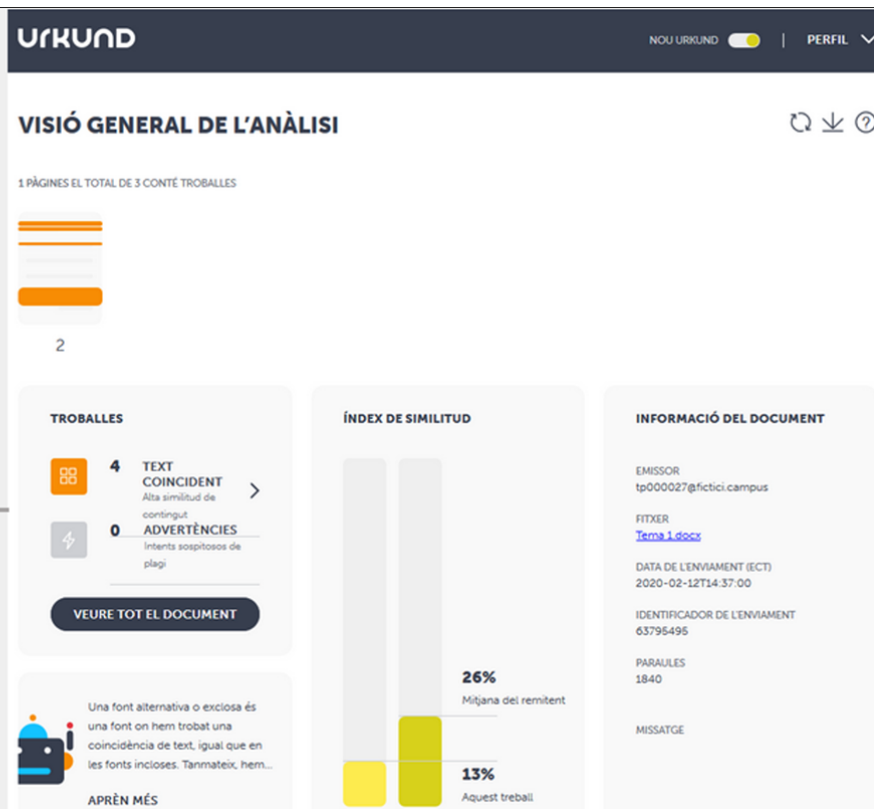 URKUND
NOU URKUND | PERFIL
VISIÓ GENERAL DE L'ANÀLISI
1 PÀGINES EL TOTAL DE 3 CONTÉ TROBALLES
2
TROBALLES
4 TEXT
COINCIDENT
Alta similitud de
contingut
0 ADVERTÈNCIES
Intents sospitosos de
plagi
VEURE TOT EL DOCUMENT
Una font alternativa o exclosa és
una font on hem trobat una
coincidència de text, igual que en
les fonts incloses. Tanmateix, hem...
APRÈN MÉS
ÍNDEX DE SIMILITUD
26%
Mitjana del remitent
13%
Aquest treball
INFORMACIÓ DEL DOCUMENT
EMISSOR
tp000027@fictici.campus
FITXER
Tema 1.docx
DATA DE L'ENVIAMENT (ECT)
2020-02-12T14:37:00
IDENTIFICADOR DE L'ENVIAMENT
63795495
PARAULES
1840
MISSATGE